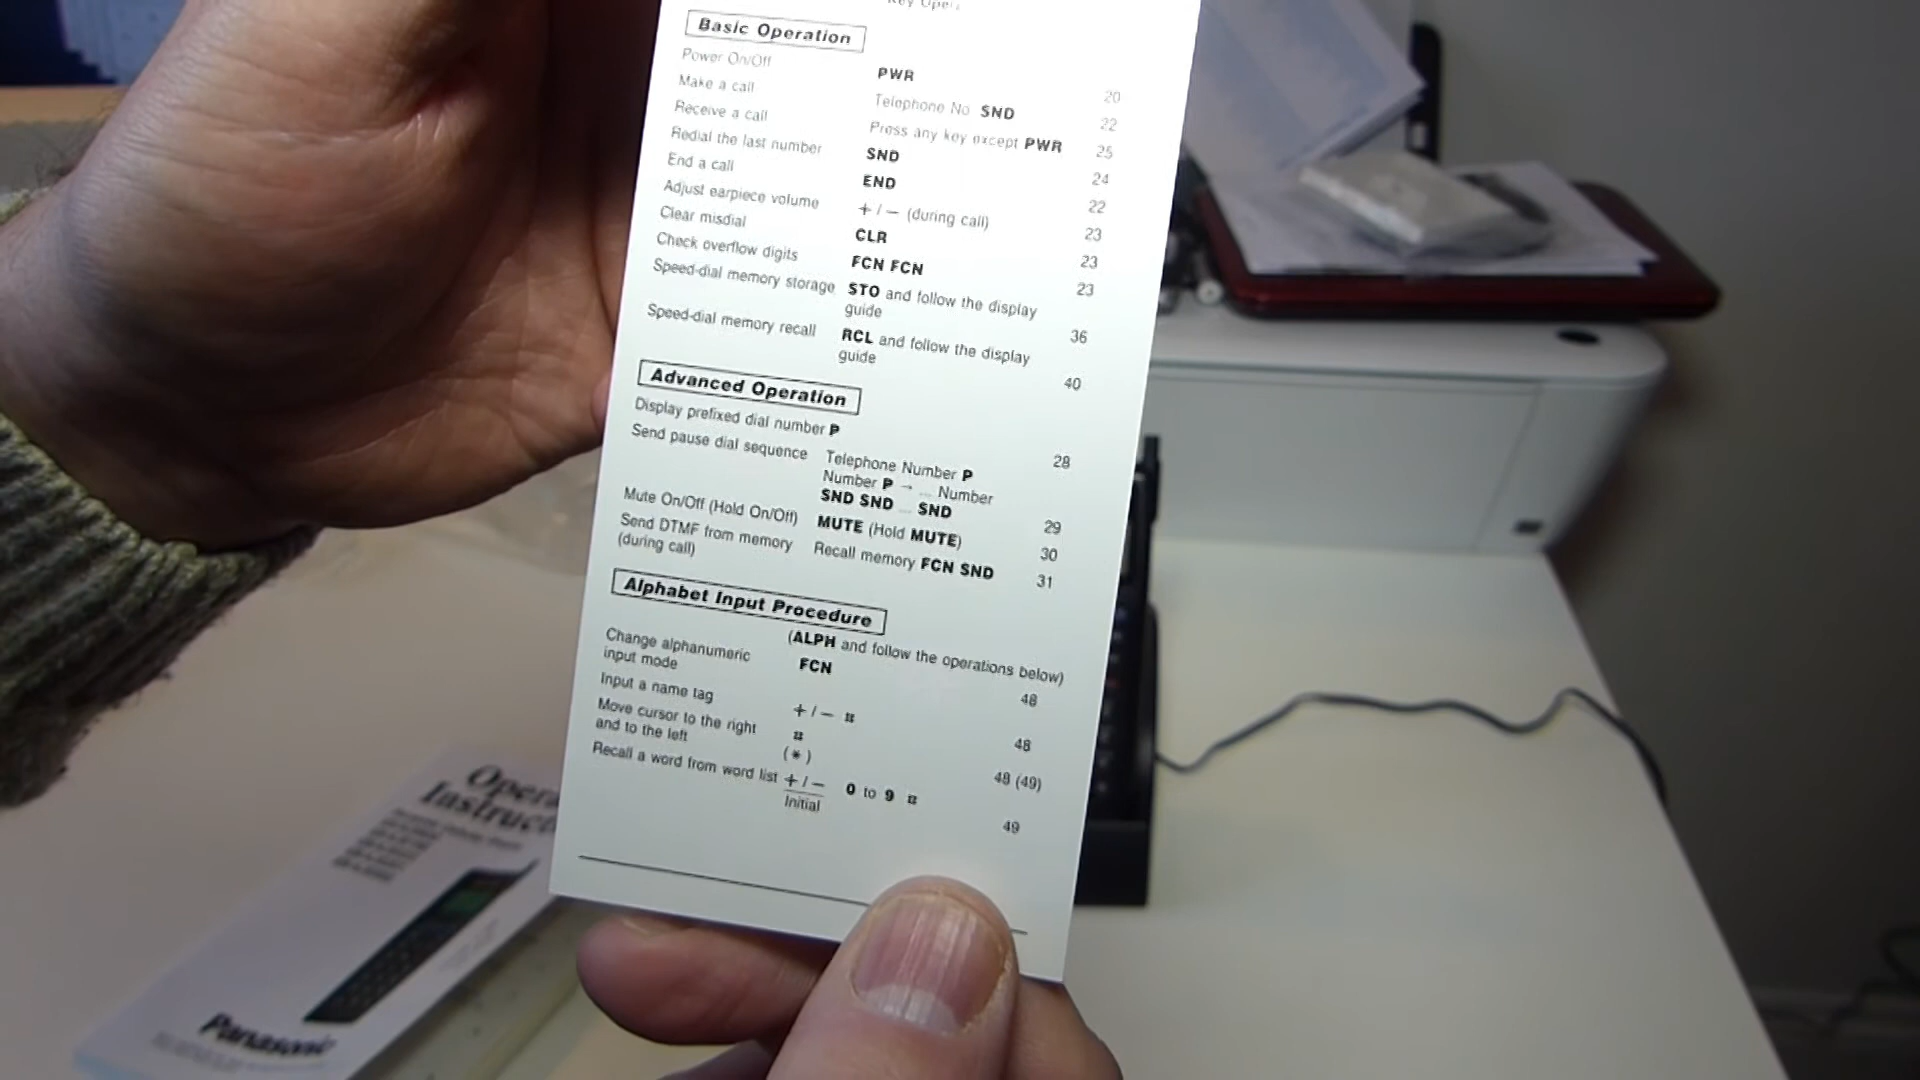 Key Oper
Basic Operation
Power On/Off PWR 20
Make a call Telephone No. SND 22
Receive a call Press any key except PWR 25
Redial the last number SND 24
End a call END 22
Adjust earpiece volume + / − (during call) 23
Clear misdial CLR 23
Check overflow digits FCN FCN 23
Speed-dial memory storage STO and follow the display
guide 36
Speed-dial memory recall RCL and follow the display
guide 40
Advanced Operation
Display prefixed dial number P 28
Send pause dial sequence Telephone Number P
Number P → ... Number
SND SND ... SND 29
Mute On/Off (Hold On/Off) MUTE (Hold MUTE) 30
Send DTMF from memory Recall memory FCN SND 31
(during call)
Alphabet Input Procedure
(ALPH and follow the operations below)
Change alphanumeric FCN 48
input mode
Input a name tag + / − ⌗ 48
Move cursor to the right ⌗ 48 (49)
and to the left (*)
Recall a word from word list + / − 0 to 9 ⌗ 49
Initial
Opera
Instruc
Panasonic